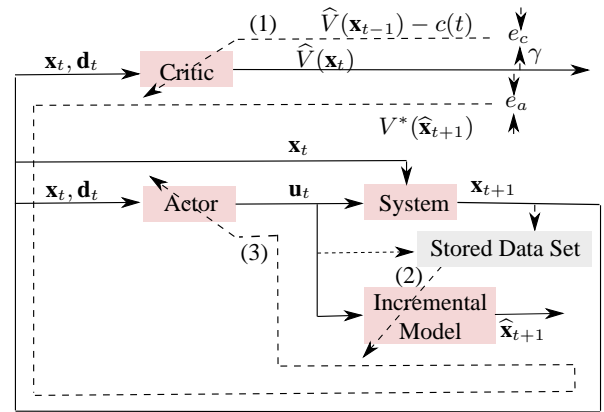 (1)
V̂(x_{t−1}) − c(t)
e_c
x_t, d_t
Critic
V̂(x_t)
γ
e_a
V*(x̂_{t+1})
x_t
x_t, d_t
Actor
u_t
System
x_{t+1}
(3)
Stored Data Set
(2)
Incremental
Model
x̂_{t+1}